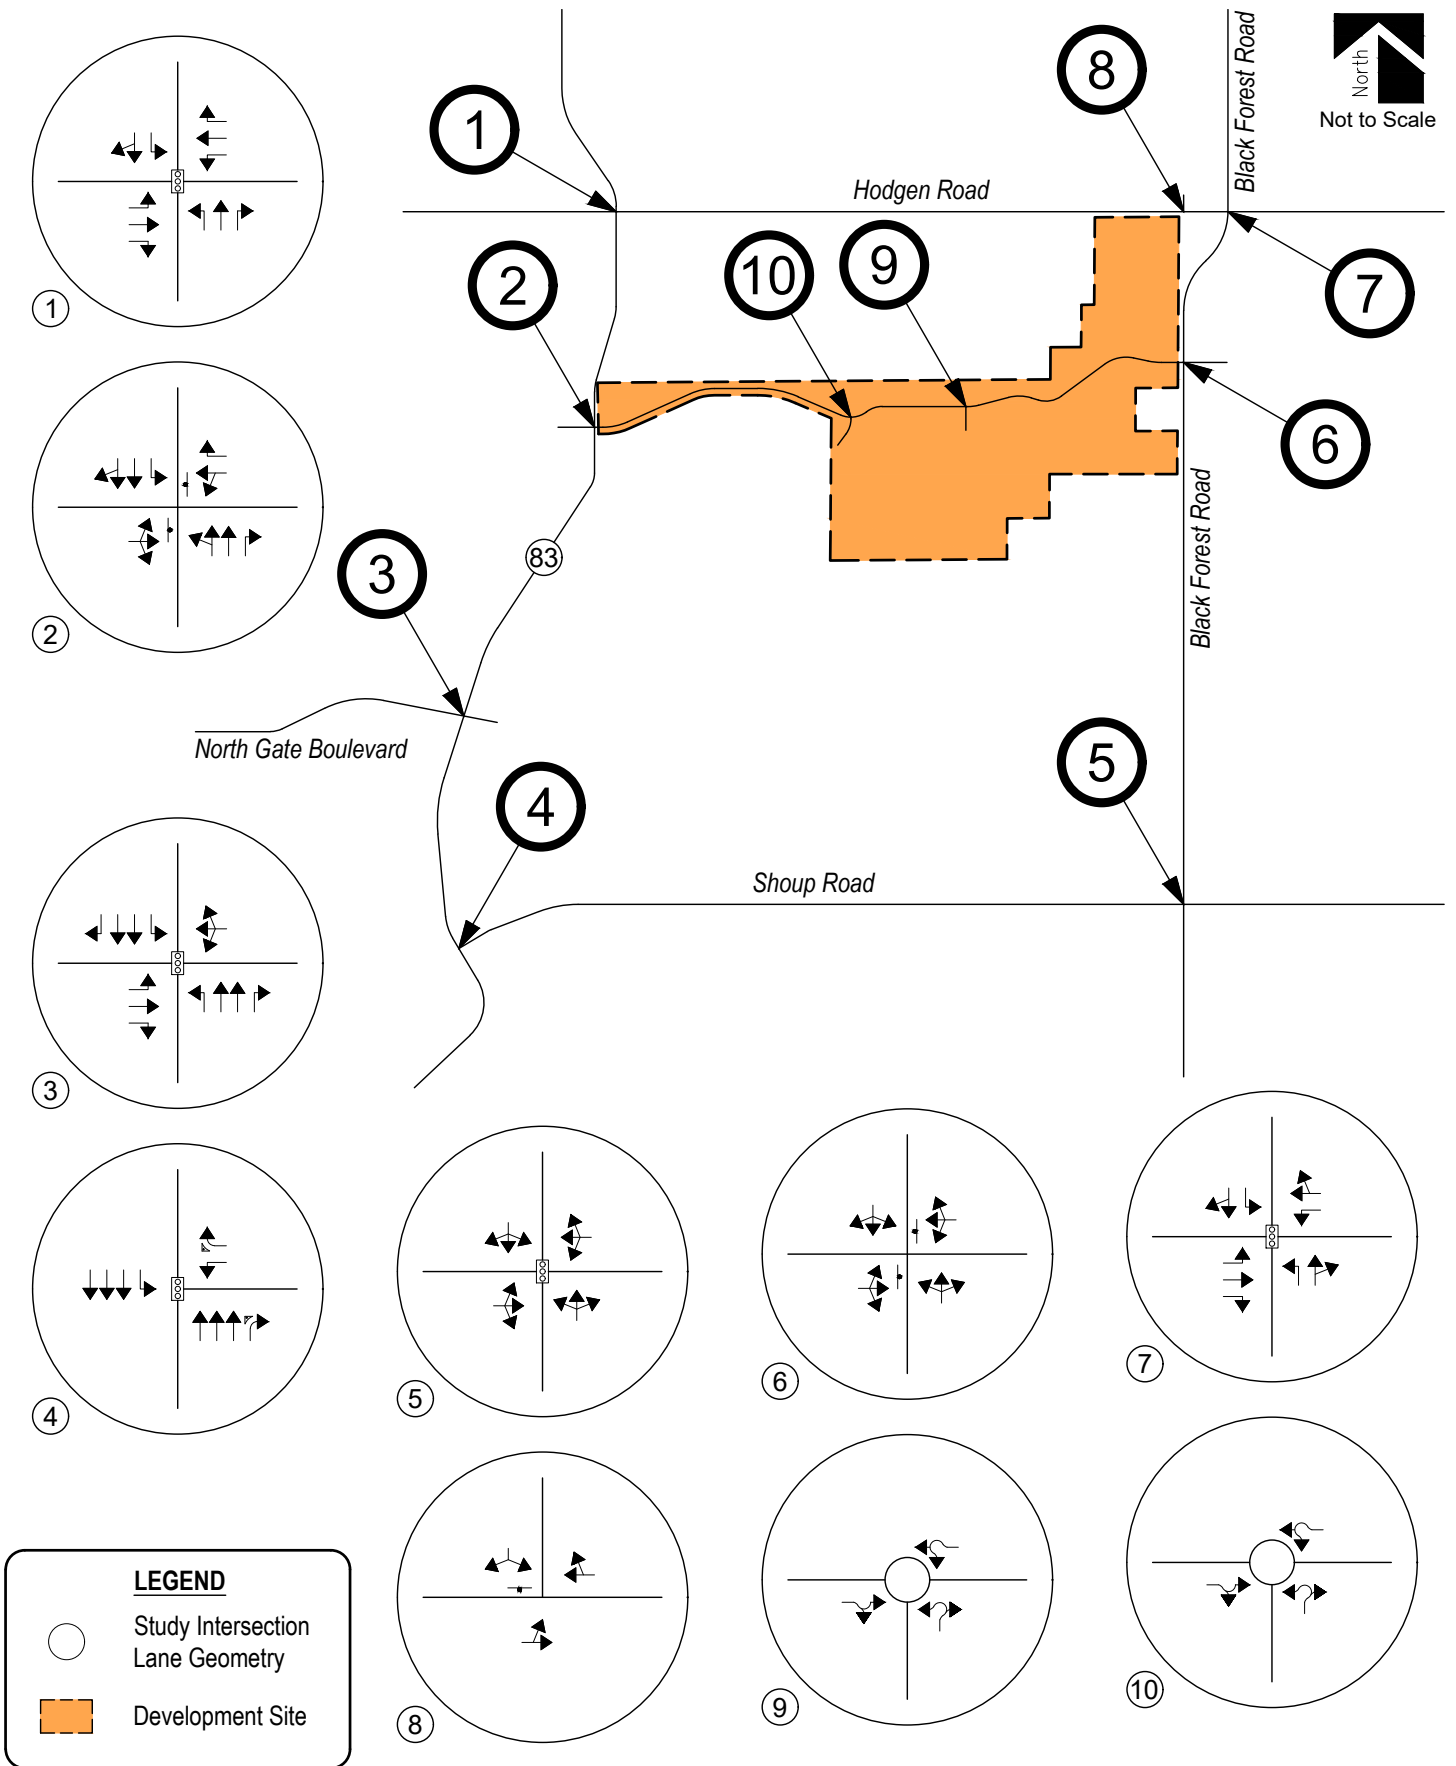 8
Black Forest Road
North
Not to Scale
1
Hodgen Road
2
10
9
7
1
6
83
3
Black Forest Road
2
North Gate Boulevard
5
4
Shoup Road
3
4
5
6
7
8
9
10
LEGEND
Study Intersection
Lane Geometry
Development Site